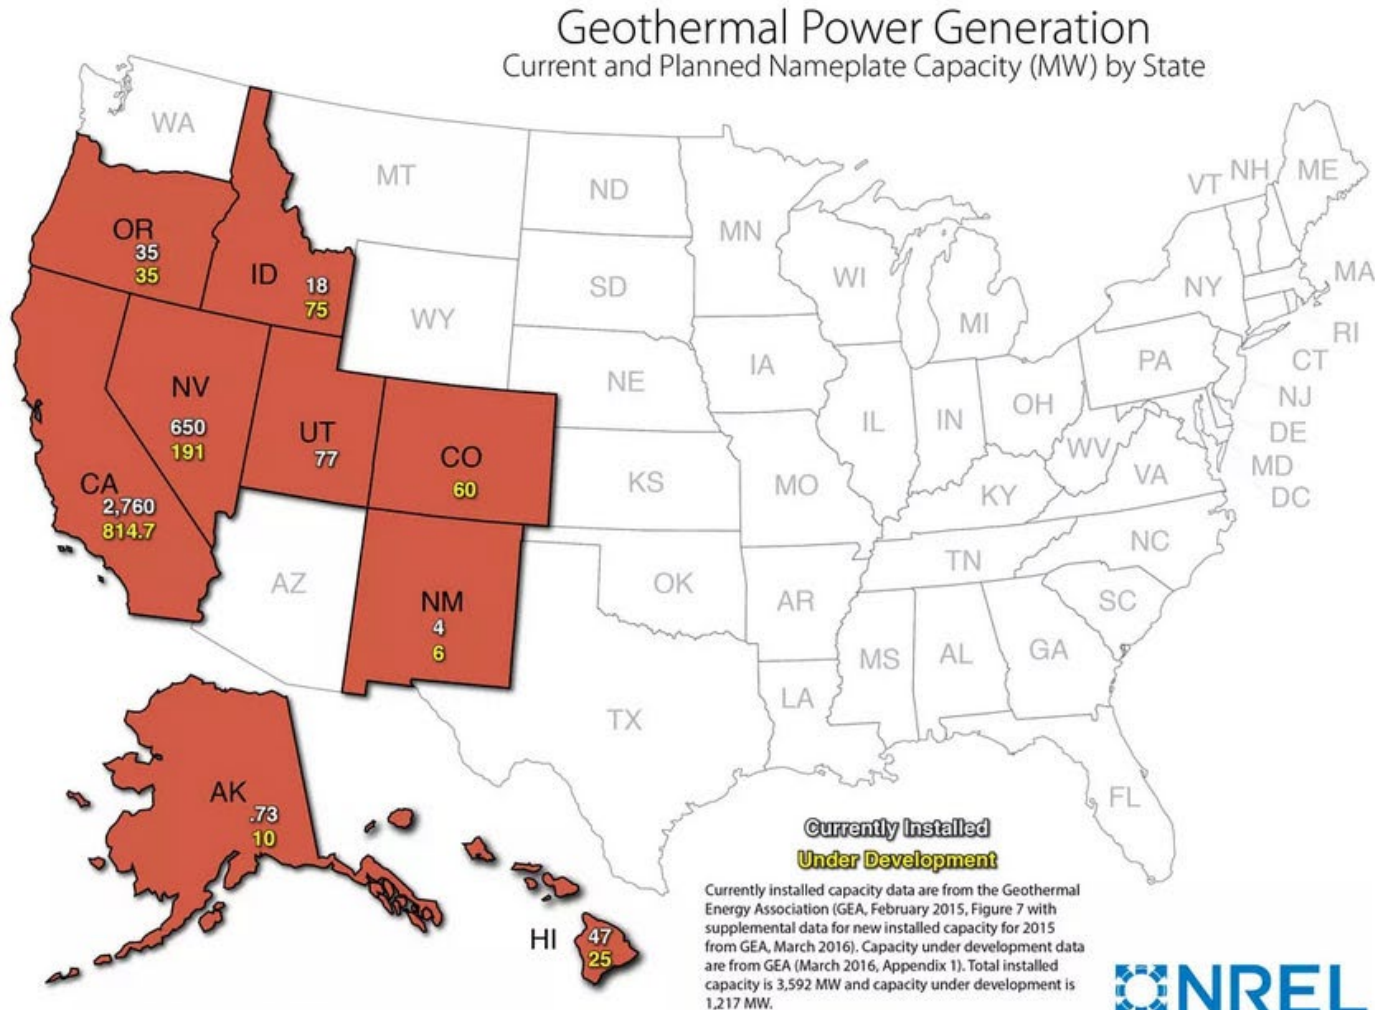 Geothermal Power Generation
Current and Planned Nameplate Capacity (MW) by State
WA
MT
ND
MN
VT
NH
ME
OR
35
35
ID
18
75
WY
SD
WI
MI
NY
MA
RI
CT
NJ
DE
MD
DC
NV
650
191
UT
77
CO
60
NE
IA
IL
IN
OH
PA
WV
VA
CA
2,760
814.7
KS
MO
KY
AZ
NM
4
6
OK
AR
TN
NC
SC
MS
AL
GA
LA
TX
FL
AK
.73
10
HI
47
25
Currently Installed
Under Development
Currently installed capacity data are from the Geothermal
Energy Association (GEA, February 2015, Figure 7 with
supplemental data for new installed capacity for 2015
from GEA, March 2016). Capacity under development data
are from GEA (March 2016, Appendix 1). Total installed
capacity is 3,592 MW and capacity under development is
1,217 MW.
NREL